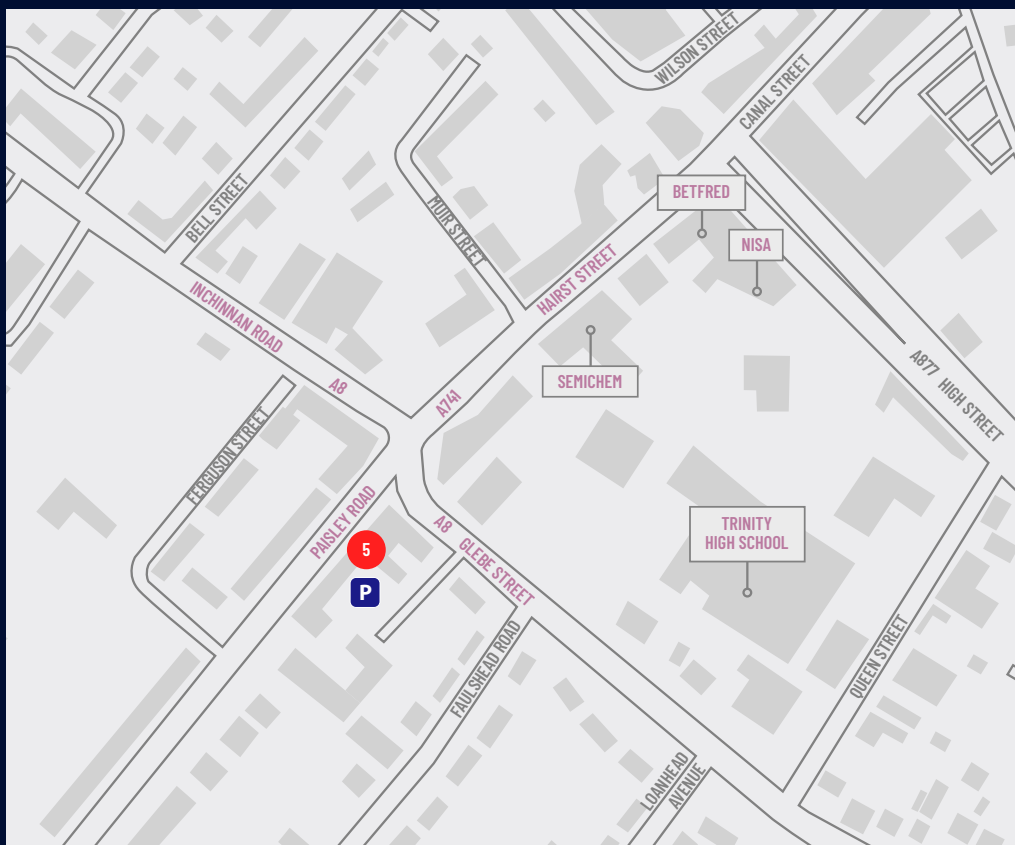 WILSON STREET
CANAL STREET
BELL STREET
MUIR STREET
BETFRED
NISA
HAIRST STREET
INCHINNAN ROAD
A8
SEMICHEM
A741
A877 HIGH STREET
FERGUSON STREET
PAISLEY ROAD
A8 GLEBE STREET
TRINITY
HIGH SCHOOL
5
P
FAULSHEAD ROAD
QUEEN STREET
LOANHEAD
AVENUE